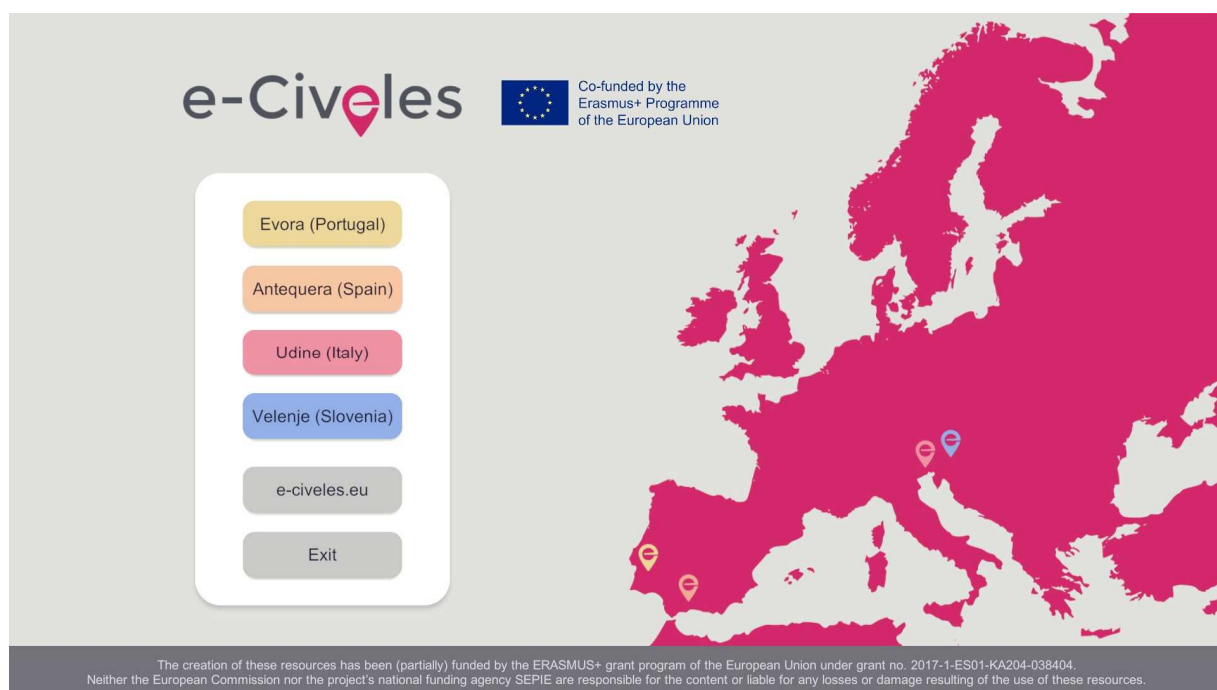 e-Civeles
Co-funded by the
Erasmus+ Programme
of the European Union
Evora (Portugal)
Antequera (Spain)
Udine (Italy)
Velenje (Slovenia)
e-civeles.eu
Exit
The creation of these resources has been (partially) funded by the ERASMUS+ grant program of the European Union under grant no. 2017-1-ES01-KA204-038404.
Neither the European Commission nor the project's national funding agency SEPIE are responsible for the content or liable for any losses or damage resulting of the use of these resources.